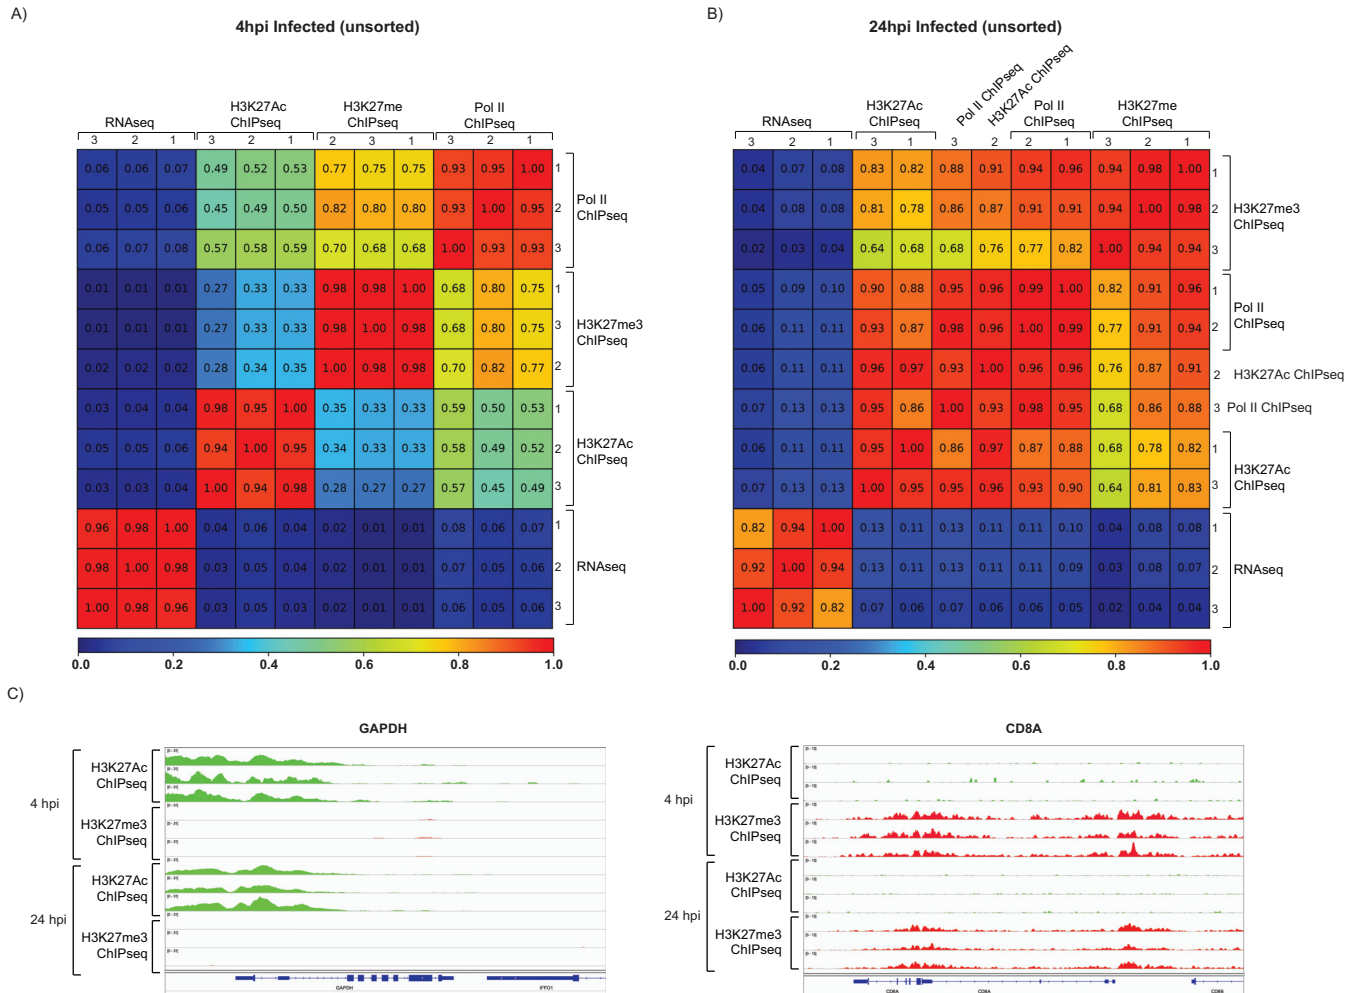 A)
4hpi Infected (unsorted)
RNAseq
H3K27Ac
ChIPseq
H3K27me
ChIPseq
Pol II
ChIPseq
3 2 1 3 2 1 2 3 1 3 2 1
0.06 0.06 0.07 0.49 0.52 0.53 0.77 0.75 0.75 0.93 0.95 1.00 1
0.05 0.05 0.06 0.45 0.49 0.50 0.82 0.80 0.80 0.93 1.00 0.95 2
0.06 0.07 0.08 0.57 0.58 0.59 0.70 0.68 0.68 1.00 0.93 0.93 3
Pol II
ChIPseq
0.01 0.01 0.01 0.27 0.33 0.33 0.98 0.98 1.00 0.68 0.80 0.75 1
0.01 0.01 0.01 0.27 0.33 0.33 0.98 1.00 0.98 0.68 0.80 0.75 3
0.02 0.02 0.02 0.28 0.34 0.35 1.00 0.98 0.98 0.70 0.82 0.77 2
H3K27me3
ChIPseq
0.03 0.04 0.04 0.98 0.95 1.00 0.35 0.33 0.33 0.59 0.50 0.53 1
0.05 0.05 0.06 0.94 1.00 0.95 0.34 0.33 0.33 0.58 0.49 0.52 2
0.03 0.03 0.04 1.00 0.94 0.98 0.28 0.27 0.27 0.57 0.45 0.49 3
H3K27Ac
ChIPseq
0.96 0.98 1.00 0.04 0.06 0.04 0.02 0.01 0.01 0.08 0.06 0.07 1
0.98 1.00 0.98 0.03 0.05 0.04 0.02 0.01 0.01 0.07 0.05 0.06 2
1.00 0.98 0.96 0.03 0.05 0.03 0.02 0.01 0.01 0.06 0.05 0.06 3
RNAseq
0.0 0.2 0.4 0.6 0.8 1.0
B)
24hpi Infected (unsorted)
RNAseq
H3K27Ac
ChIPseq
Pol II ChIPseq
H3K27Ac ChIPseq
Pol II
ChIPseq
H3K27me
ChIPseq
3 2 1 3 1 3 2 2 1 3 2 1
0.04 0.07 0.08 0.83 0.82 0.88 0.91 0.94 0.96 0.94 0.98 1.00 1
0.04 0.08 0.08 0.81 0.78 0.86 0.87 0.91 0.91 0.94 1.00 0.98 2
0.02 0.03 0.04 0.64 0.68 0.68 0.76 0.77 0.82 1.00 0.94 0.94 3
H3K27me3
ChIPseq
0.05 0.09 0.10 0.90 0.88 0.95 0.96 0.99 1.00 0.82 0.91 0.96 1
0.06 0.11 0.11 0.93 0.87 0.98 0.96 1.00 0.99 0.77 0.91 0.94 2
Pol II
ChIPseq
0.06 0.11 0.11 0.96 0.97 0.93 1.00 0.96 0.96 0.76 0.87 0.91 2 H3K27Ac ChIPseq
0.07 0.13 0.13 0.95 0.86 1.00 0.93 0.98 0.95 0.68 0.86 0.88 3 Pol II ChIPseq
0.06 0.11 0.11 0.95 1.00 0.86 0.97 0.87 0.88 0.68 0.78 0.82 1
0.07 0.13 0.13 1.00 0.95 0.95 0.96 0.93 0.90 0.64 0.81 0.83 3
H3K27Ac
ChIPseq
0.82 0.94 1.00 0.13 0.11 0.13 0.11 0.11 0.10 0.04 0.08 0.08 1
0.92 1.00 0.94 0.13 0.11 0.13 0.11 0.11 0.09 0.03 0.08 0.07 2
1.00 0.92 0.82 0.07 0.06 0.07 0.06 0.06 0.05 0.02 0.04 0.04 3
RNAseq
0.0 0.2 0.4 0.6 0.8 1.0
C)
GAPDH
4 hpi
H3K27Ac
ChIPseq
H3K27me3
ChIPseq
24 hpi
H3K27Ac
ChIPseq
H3K27me3
ChIPseq
GAPDH IFFO1
CD8A
4 hpi
H3K27Ac
ChIPseq
H3K27me3
ChIPseq
24 hpi
H3K27Ac
ChIPseq
H3K27me3
ChIPseq
CD8A CD8A CD8B